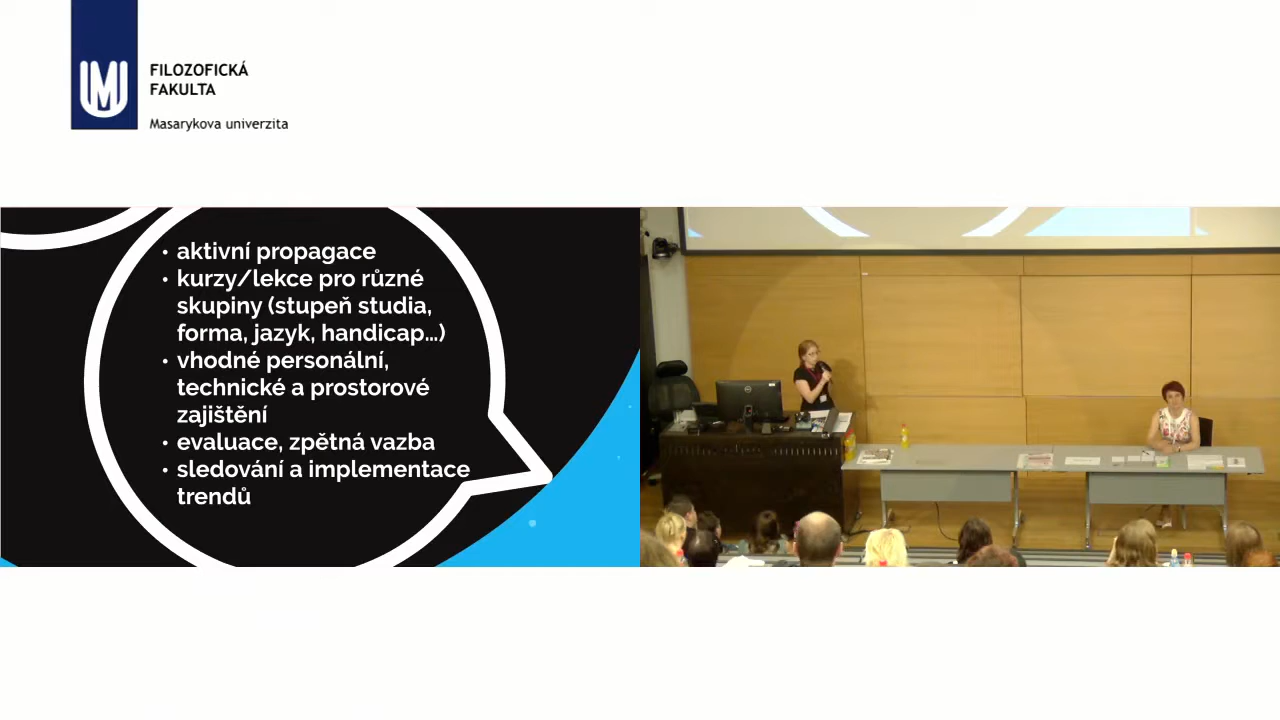 FILOZOFICKÁ
FAKULTA
Masarykova univerzita
• aktivní propagace
• kurzy/lekce pro různé
skupiny (stupeň studia,
forma, jazyk, handicap...)
• vhodné personální,
technické a prostorové
zajištění
• evaluace, zpětná vazba
• sledování a implementace
trendů